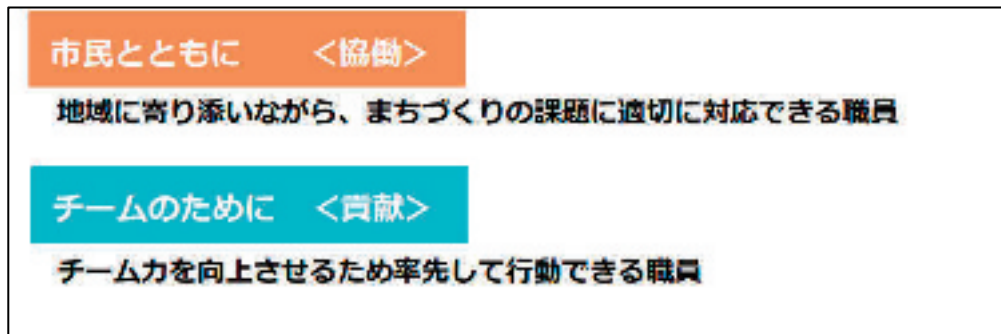 市民とともに　＜協働＞
地域に寄り添いながら、まちづくりの課題に適切に対応できる職員
チームのために　＜貢献＞
チーム力を向上させるため率先して行動できる職員